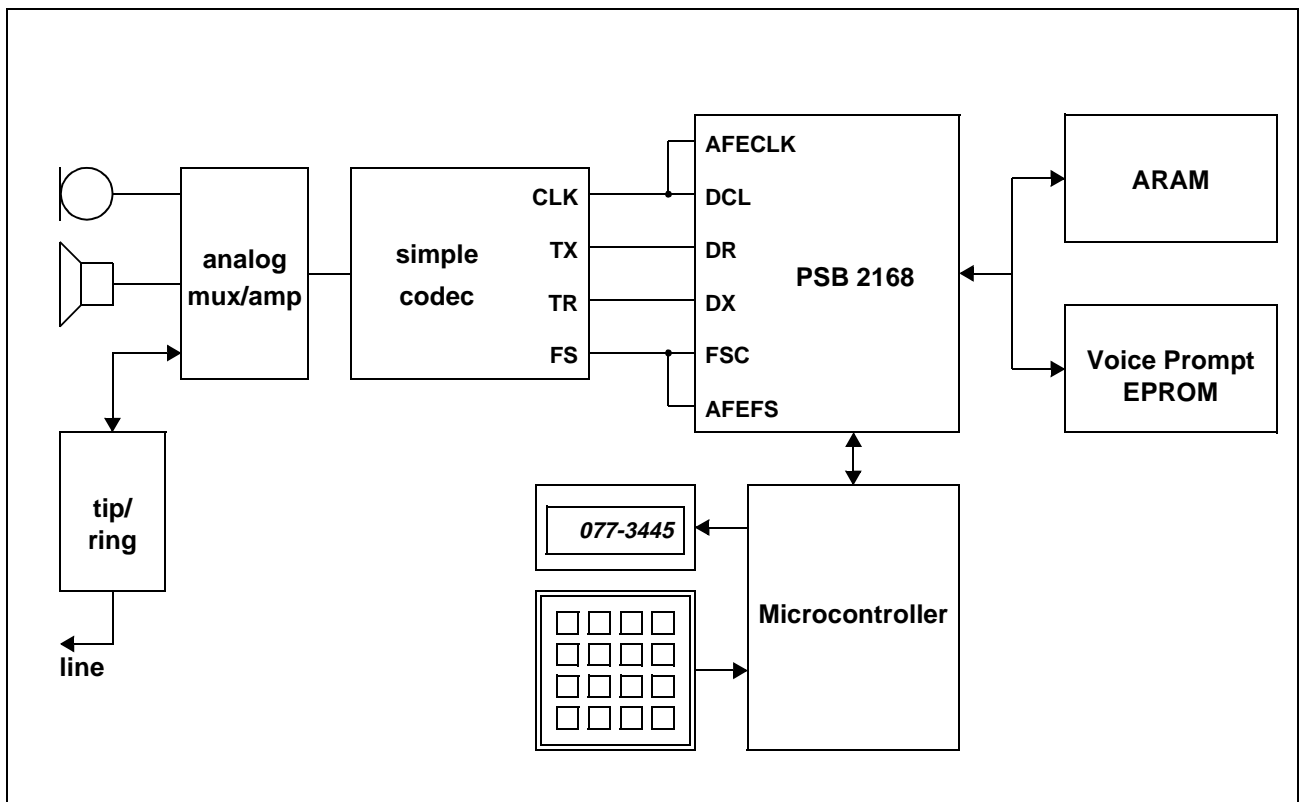 AFECLK
CLK
DCL
ARAM
analog
mux/amp
simple
codec
TX
DR
PSB 2168
TR
DX
FS
FSC
Voice Prompt
EPROM
AFEFS
tip/
ring
077-3445
Microcontroller
line